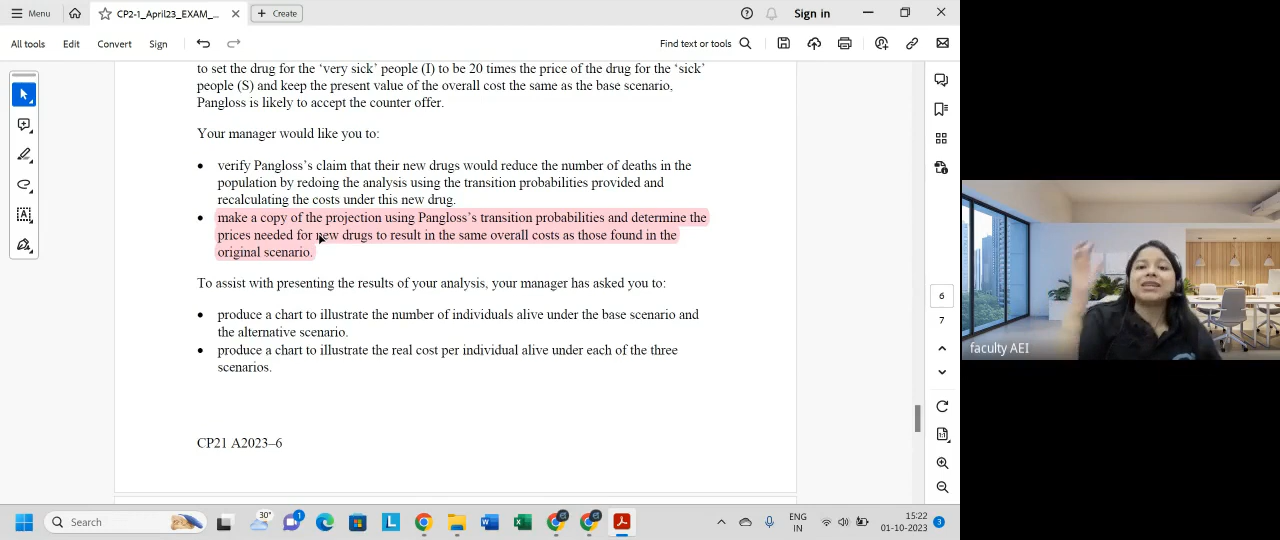 Menu
CP2-1_April23_EXAM_...
Create
Sign in
All tools
Edit
Convert
Sign
Find text or tools
to set the drug for the ‘very sick’ people (I) to be 20 times the price of the drug for the ‘sick’
people (S) and keep the present value of the overall cost the same as the base scenario,
Pangloss is likely to accept the counter offer.
Your manager would like you to:
• verify Pangloss’s claim that their new drugs would reduce the number of deaths in the
population by redoing the analysis using the transition probabilities provided and
recalculating the costs under this new drug.
• make a copy of the projection using Pangloss’s transition probabilities and determine the
prices needed for new drugs to result in the same overall costs as those found in the
original scenario.
To assist with presenting the results of your analysis, your manager has asked you to:
• produce a chart to illustrate the number of individuals alive under the base scenario and
the alternative scenario.
• produce a chart to illustrate the real cost per individual alive under each of the three
scenarios.
CP21 A2023–6
6
7
faculty AEI
Search
30°
1
ENG
IN
15:22
01-10-2023
3